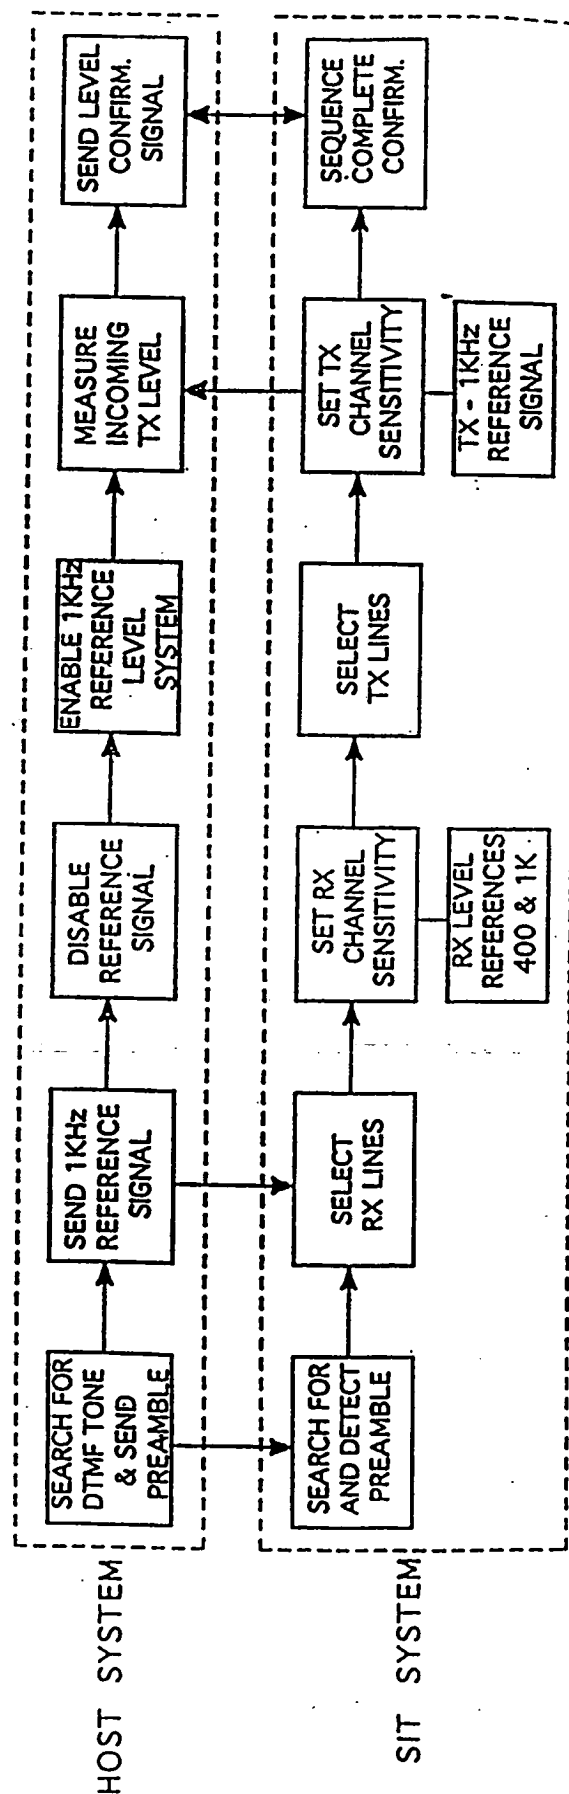 HOST SYSTEM
SEARCH FOR
DTMF TONE
& SEND
PREAMBLE
SEND 1KHz
REFERENCE
SIGNAL
DISABLE
REFERENCE
SIGNAL
ENABLE 1KHz
REFERENCE
LEVEL
SYSTEM
MEASURE
INCOMING
TX LEVEL
SEND LEVEL
CONFIRM.
SIGNAL
SIT SYSTEM
SEARCH FOR
AND DETECT
PREAMBLE
SELECT
RX LINES
SET RX
CHANNEL
SENSITIVITY
RX LEVEL
REFERENCES
400 & 1K
SELECT
TX LINES
SET TX
CHANNEL
SENSITIVITY
TX - 1KHz
REFERENCE
SIGNAL
SEQUENCE
COMPLETE
CONFIRM.